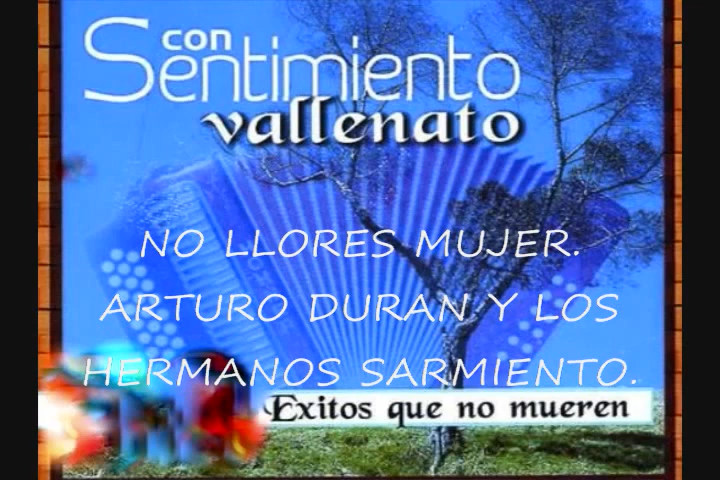 con
Sentimiento
vallenato
NO LLORES MUJER.
ARTURO DURAN Y LOS
HERMANOS SARMIENTO.
Exitos que no mueren